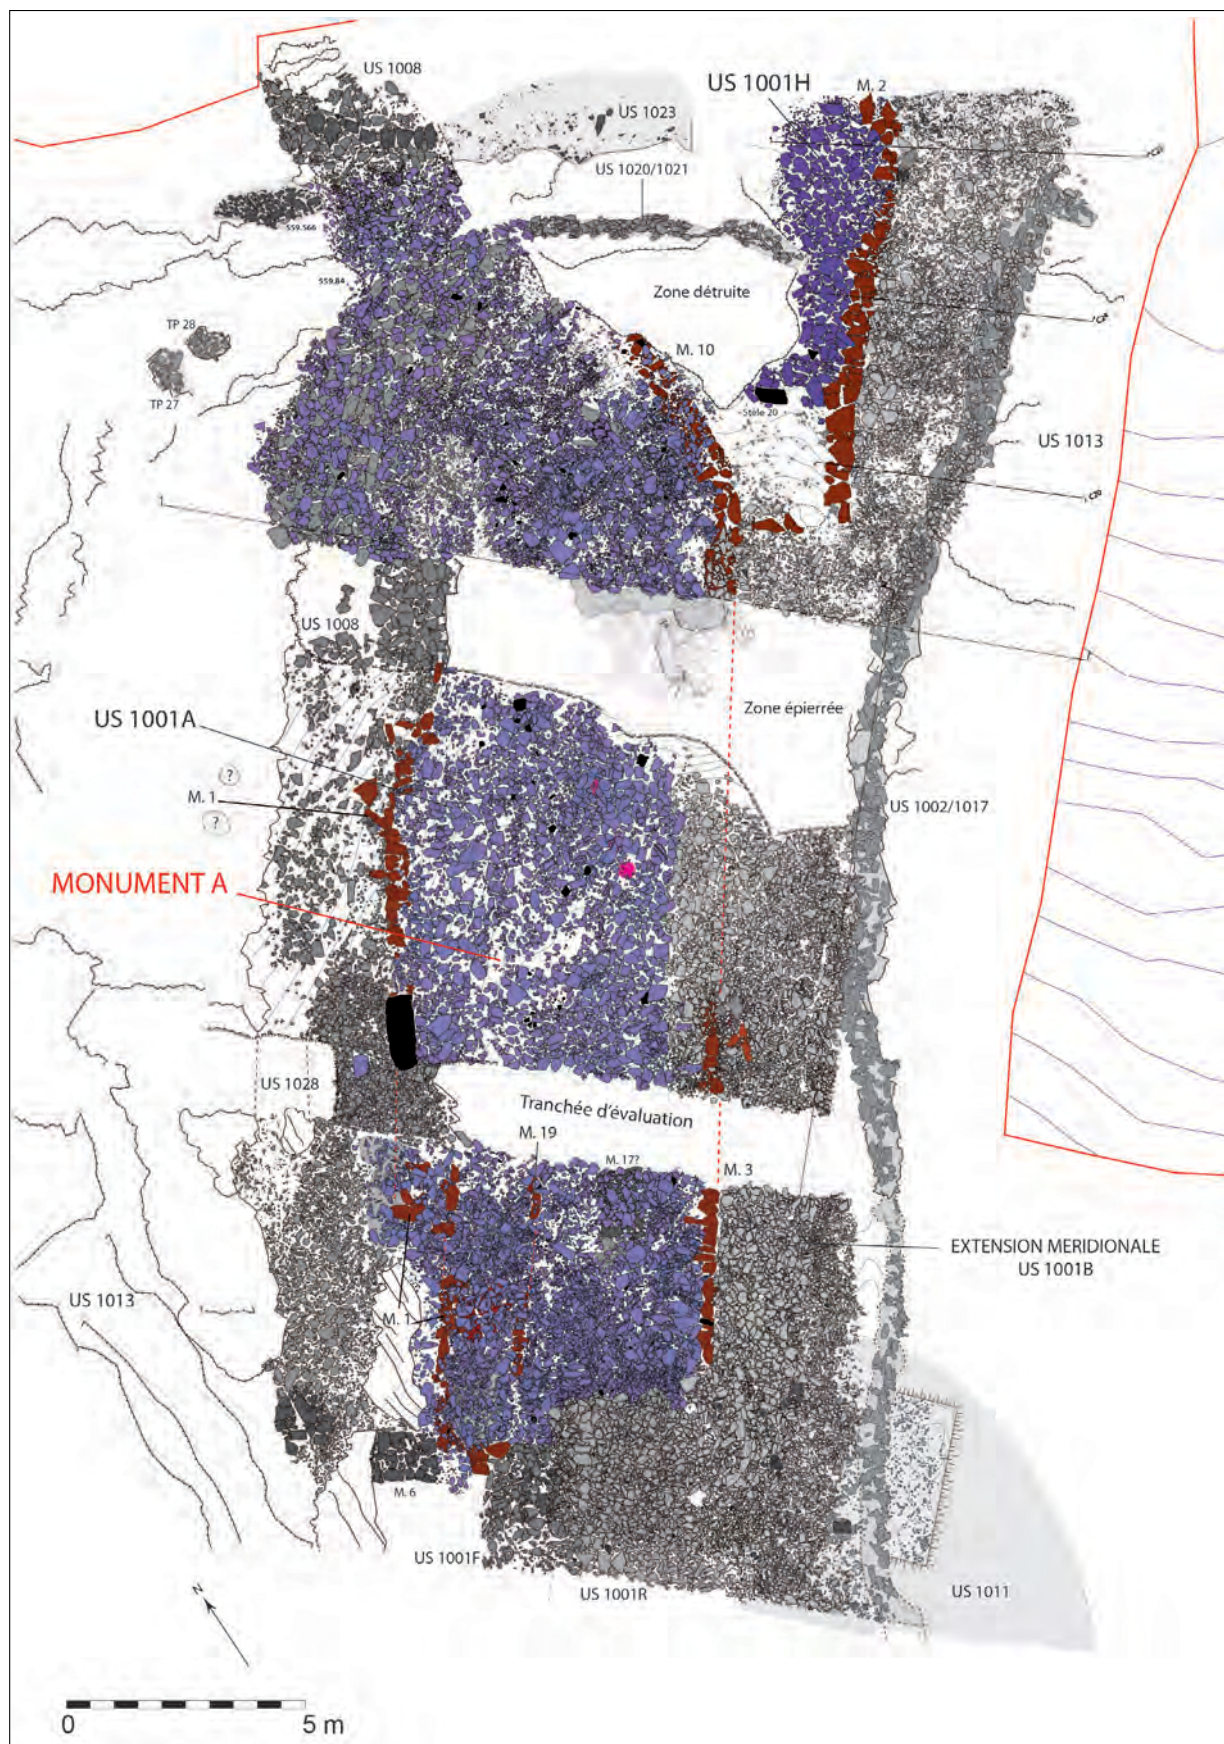 US 1008
US 1001H
M. 2
US 1023
US 1020/1021
559.566
559.84
Zone détruite
TP 28
TP 27
M. 10
Stèle 20
US 1013
US 1008
Zone épierrée
US 1001A
?
M. 1
?
US 1002/1017
MONUMENT A
US 1028
Tranchée d'évaluation
M. 19
M. 17?
M. 3
EXTENSION MERIDIONALE
US 1001B
US 1013
M. 1
M. 6
US 1001F
US 1001R
US 1011
N
0
5 m